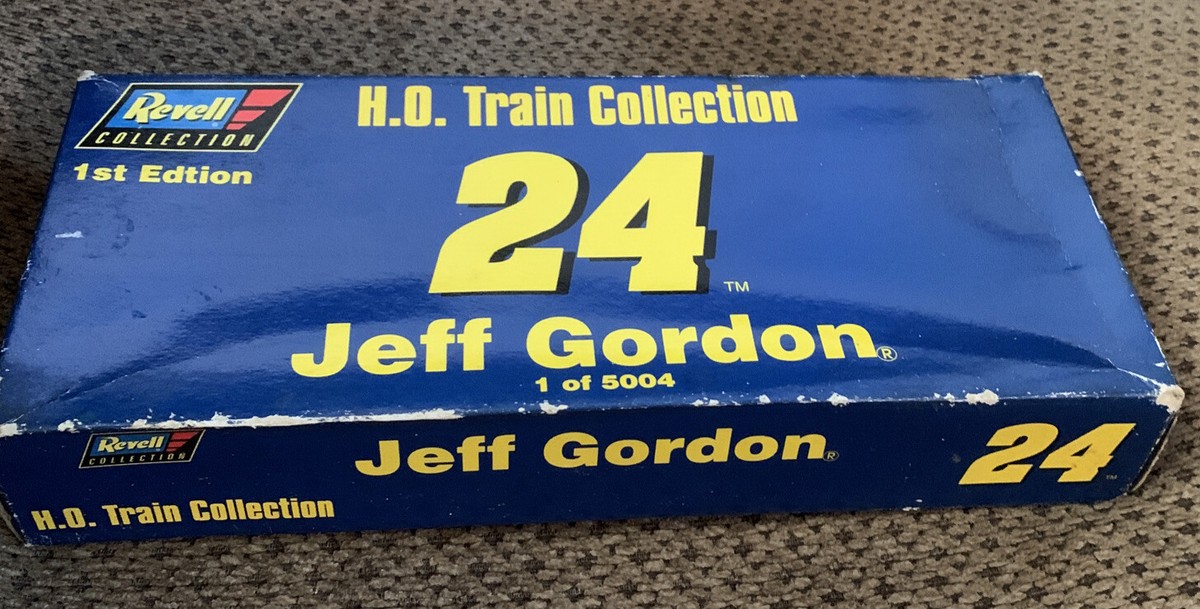 Revell
COLLECTION
H.O. Train Collection
1st Edtion
24 ™
Jeff Gordon®
1 of 5004
Revell
COLLECTION
Jeff Gordon®
24 ™
H.O. Train Collection